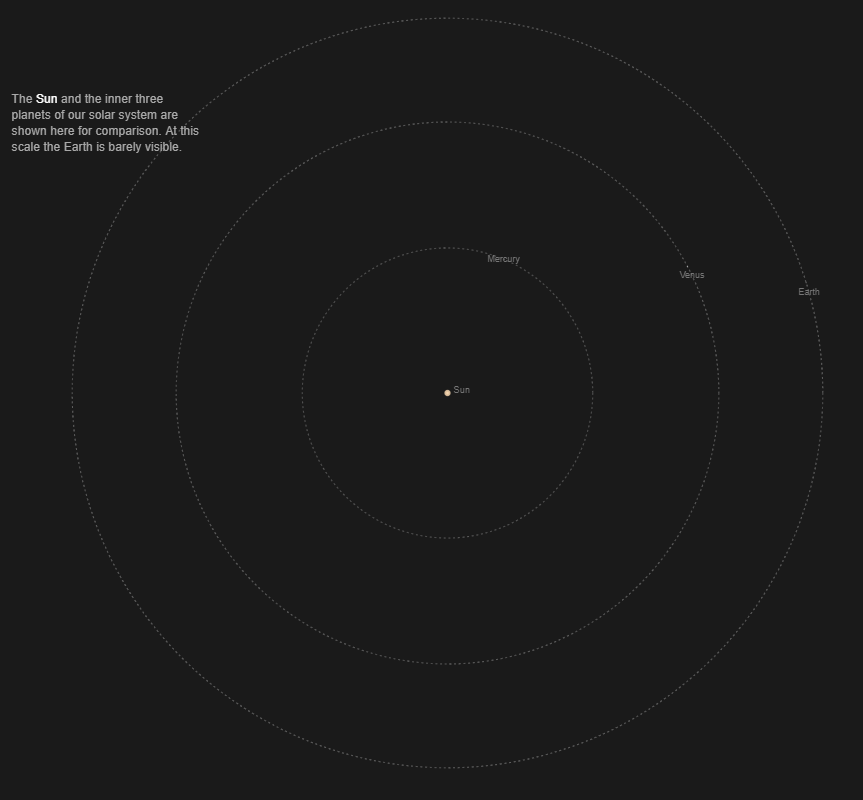 The Sun and the inner three
planets of our solar system are
shown here for comparison. At this
scale the Earth is barely visible.
Mercury
Venus
Earth
Sun